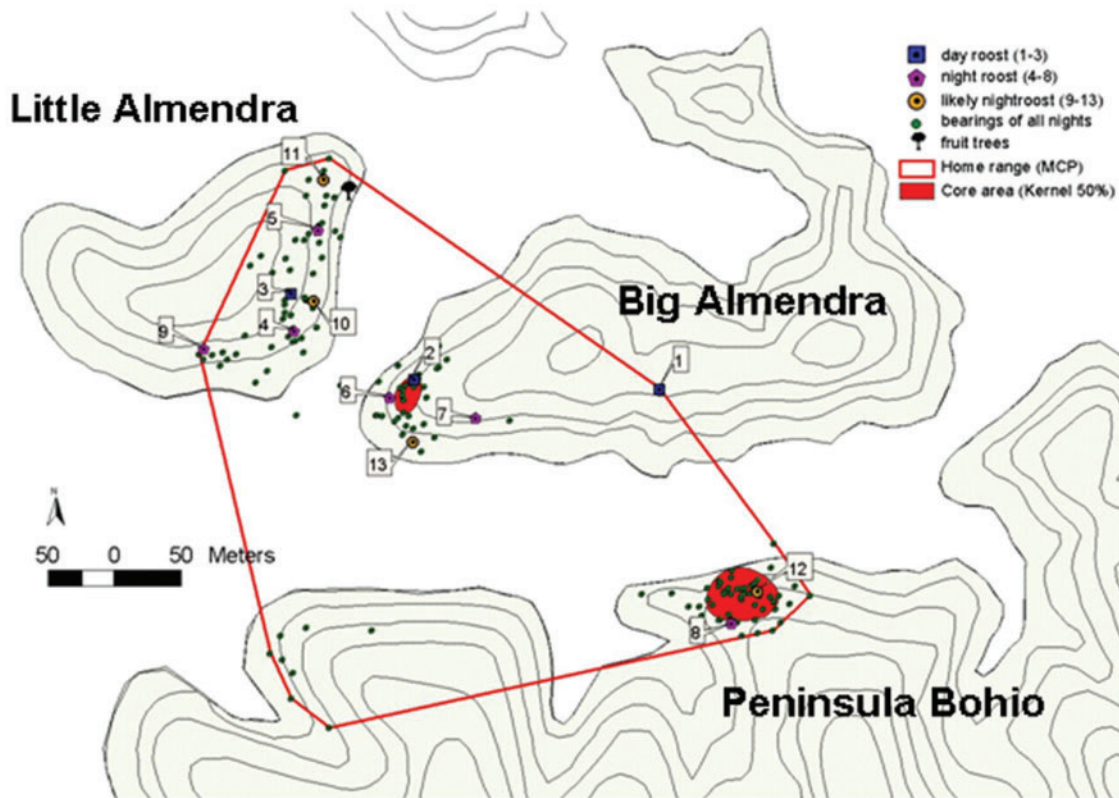 day roost (1-3)
night roost (4-8)
likely nightroost (9-13)
bearings of all nights
fruit trees
Home range (MCP)
Core area (Kernel 50%)
Little Almendra
11
5
3
4
9
10
Big Almendra
2
1
6
7
13
N
50 0 50 Meters
12
8
Peninsula Bohio